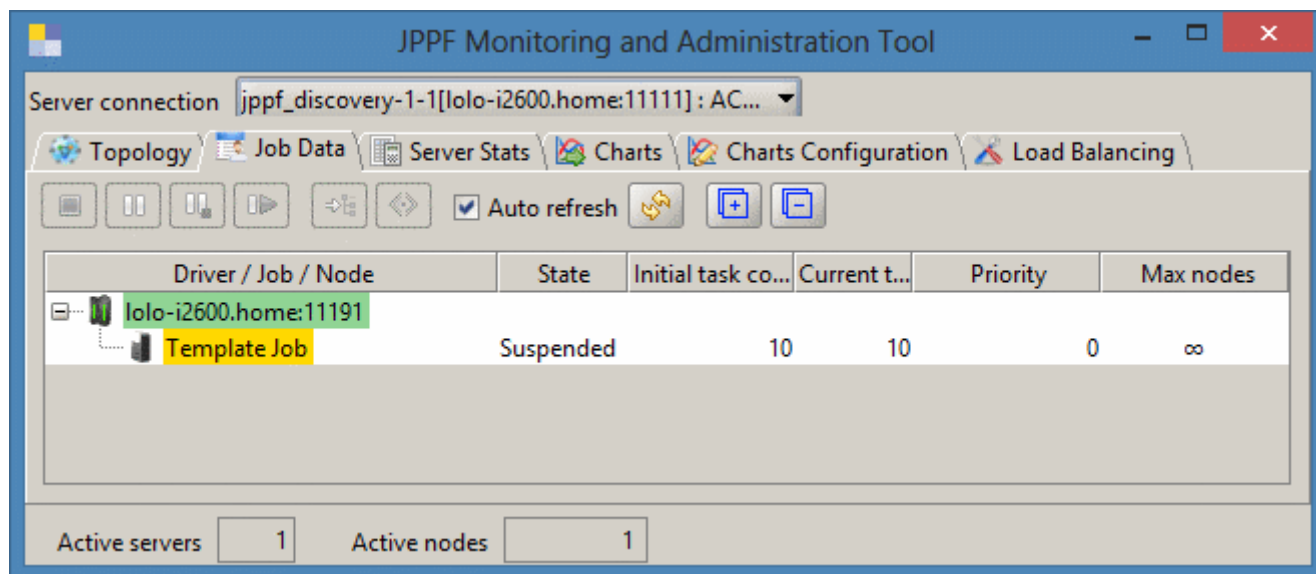 JPPF Monitoring and Administration Tool
Server connection jppf_discovery-1-1[lolo-i2600.home:11111] : AC...
Topology Job Data Server Stats Charts Charts Configuration Load Balancing
Auto refresh
Driver / Job / Node State Initial task co... Current t... Priority Max nodes
lolo-i2600.home:11191
Template Job Suspended 10 10 0 ∞
Active servers 1 Active nodes 1